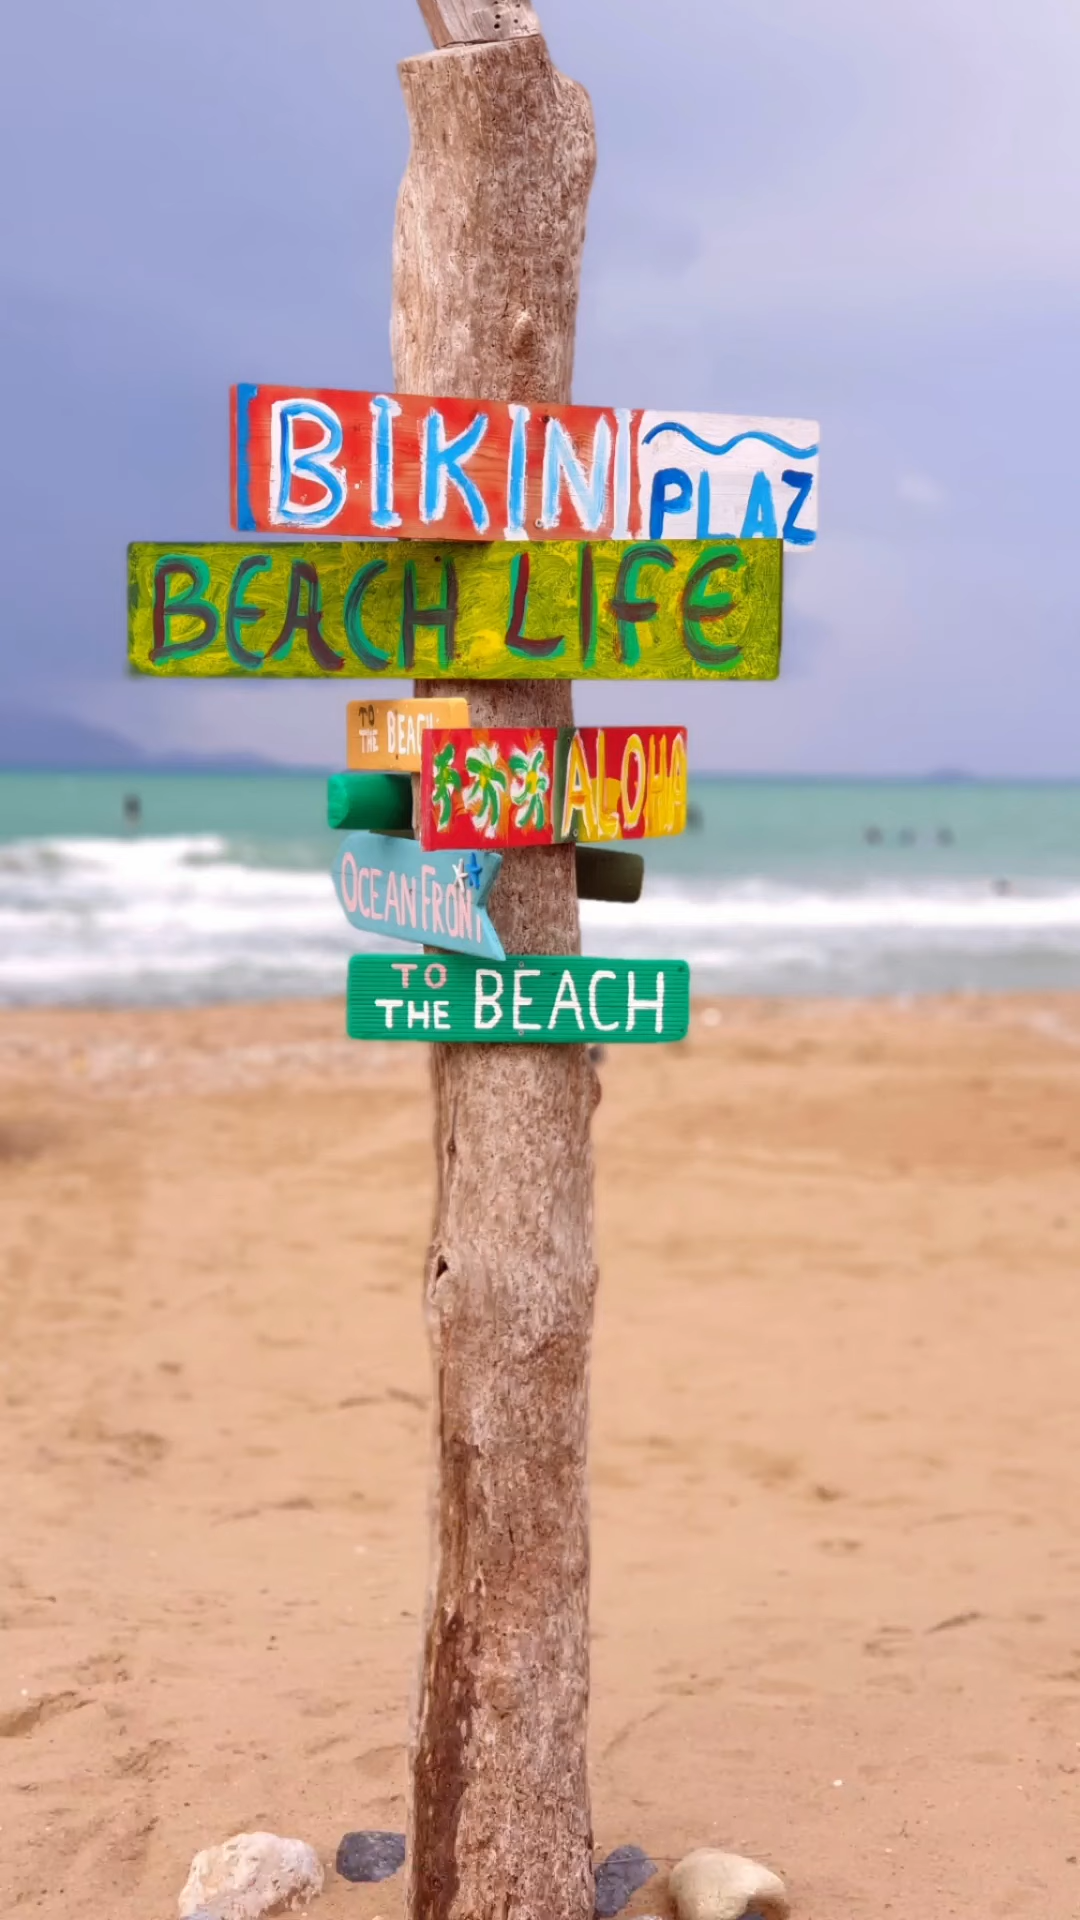 BIKINI PLAZ
BEACH LIFE
TO
THE BEACH
ALOHA
OCEAN FRONT
TO
THE BEACH